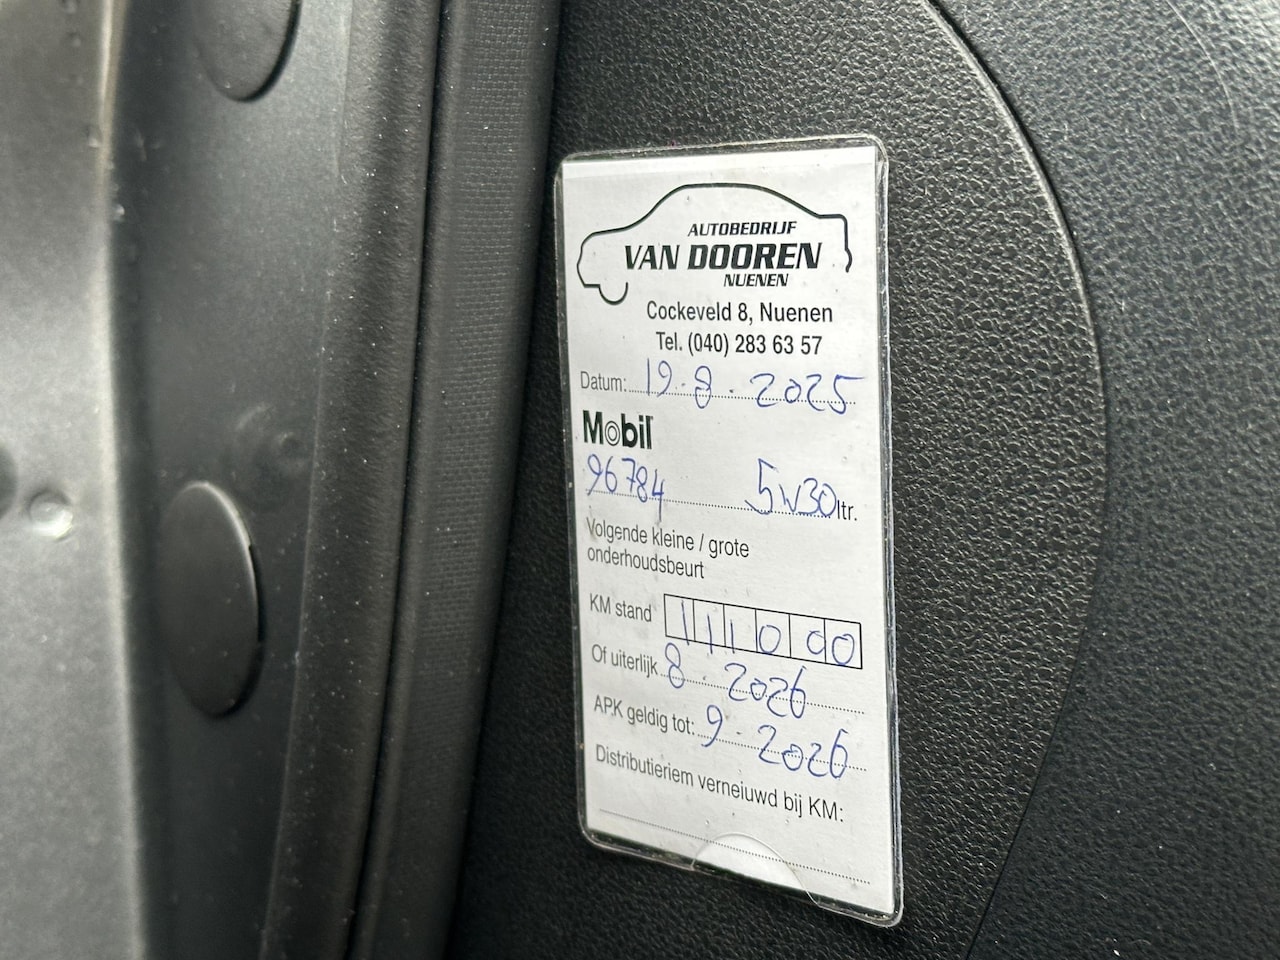 AUTOBEDRIJF
VAN DOOREN
NUENEN
Cockeveld 8, Nuenen
Tel. (040) 283 63 57
Datum: 19.8.2025
Mobil
96784 5w30 ltr.
Volgende kleine / grote
onderhoudsbeurt
KM stand 111000
Of uiterlijk 8.2026
APK geldig tot: 9.2026
Distributieriem verneiuwd bij KM: